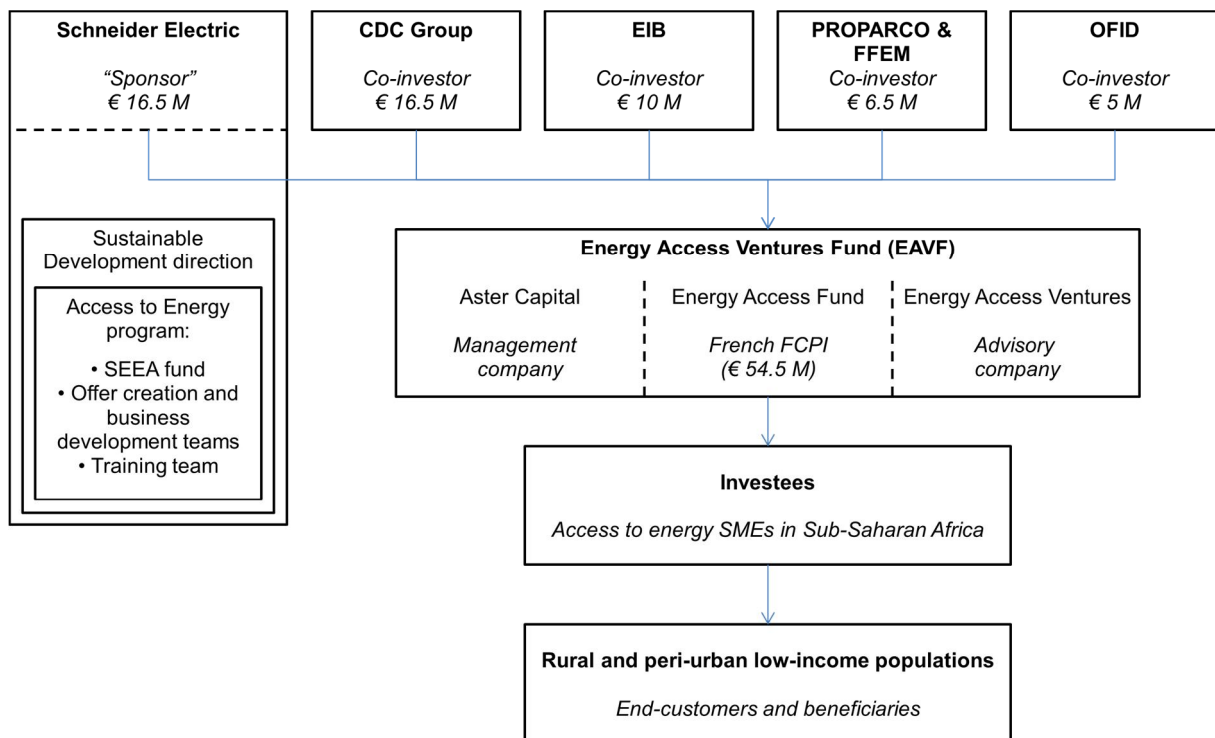 Schneider Electric
“Sponsor”
€ 16.5 M
CDC Group
Co-investor
€ 16.5 M
EIB
Co-investor
€ 10 M
PROPARCO &
FFEM
Co-investor
€ 6.5 M
OFID
Co-investor
€ 5 M
Sustainable
Development direction
Access to Energy
program:
• SEEA fund
• Offer creation and
business
development teams
• Training team
Energy Access Ventures Fund (EAVF)
Aster Capital
Management
company
Energy Access Fund
French FCPI
(€ 54.5 M)
Energy Access Ventures
Advisory
company
Investees
Access to energy SMEs in Sub-Saharan Africa
Rural and peri-urban low-income populations
End-customers and beneficiaries